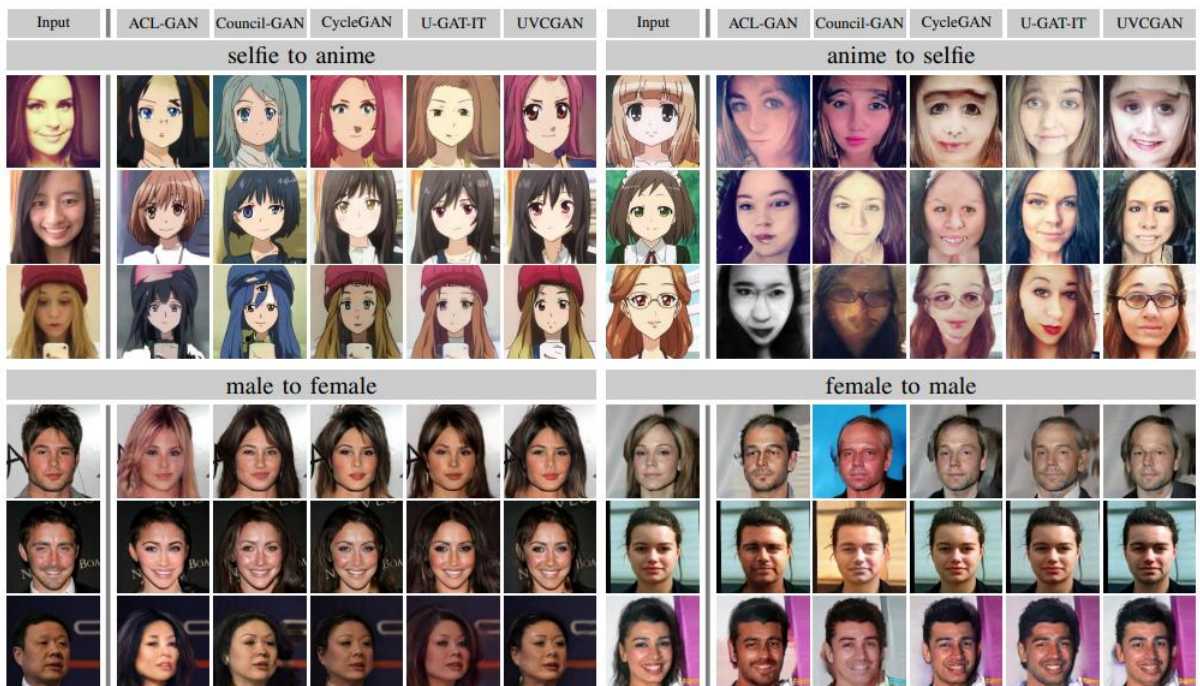 Input ACL-GAN Council-GAN CycleGAN U-GAT-IT UVCGAN Input ACL-GAN Council-GAN CycleGAN U-GAT-IT UVCGAN
selfie to anime
anime to selfie
male to female
female to male